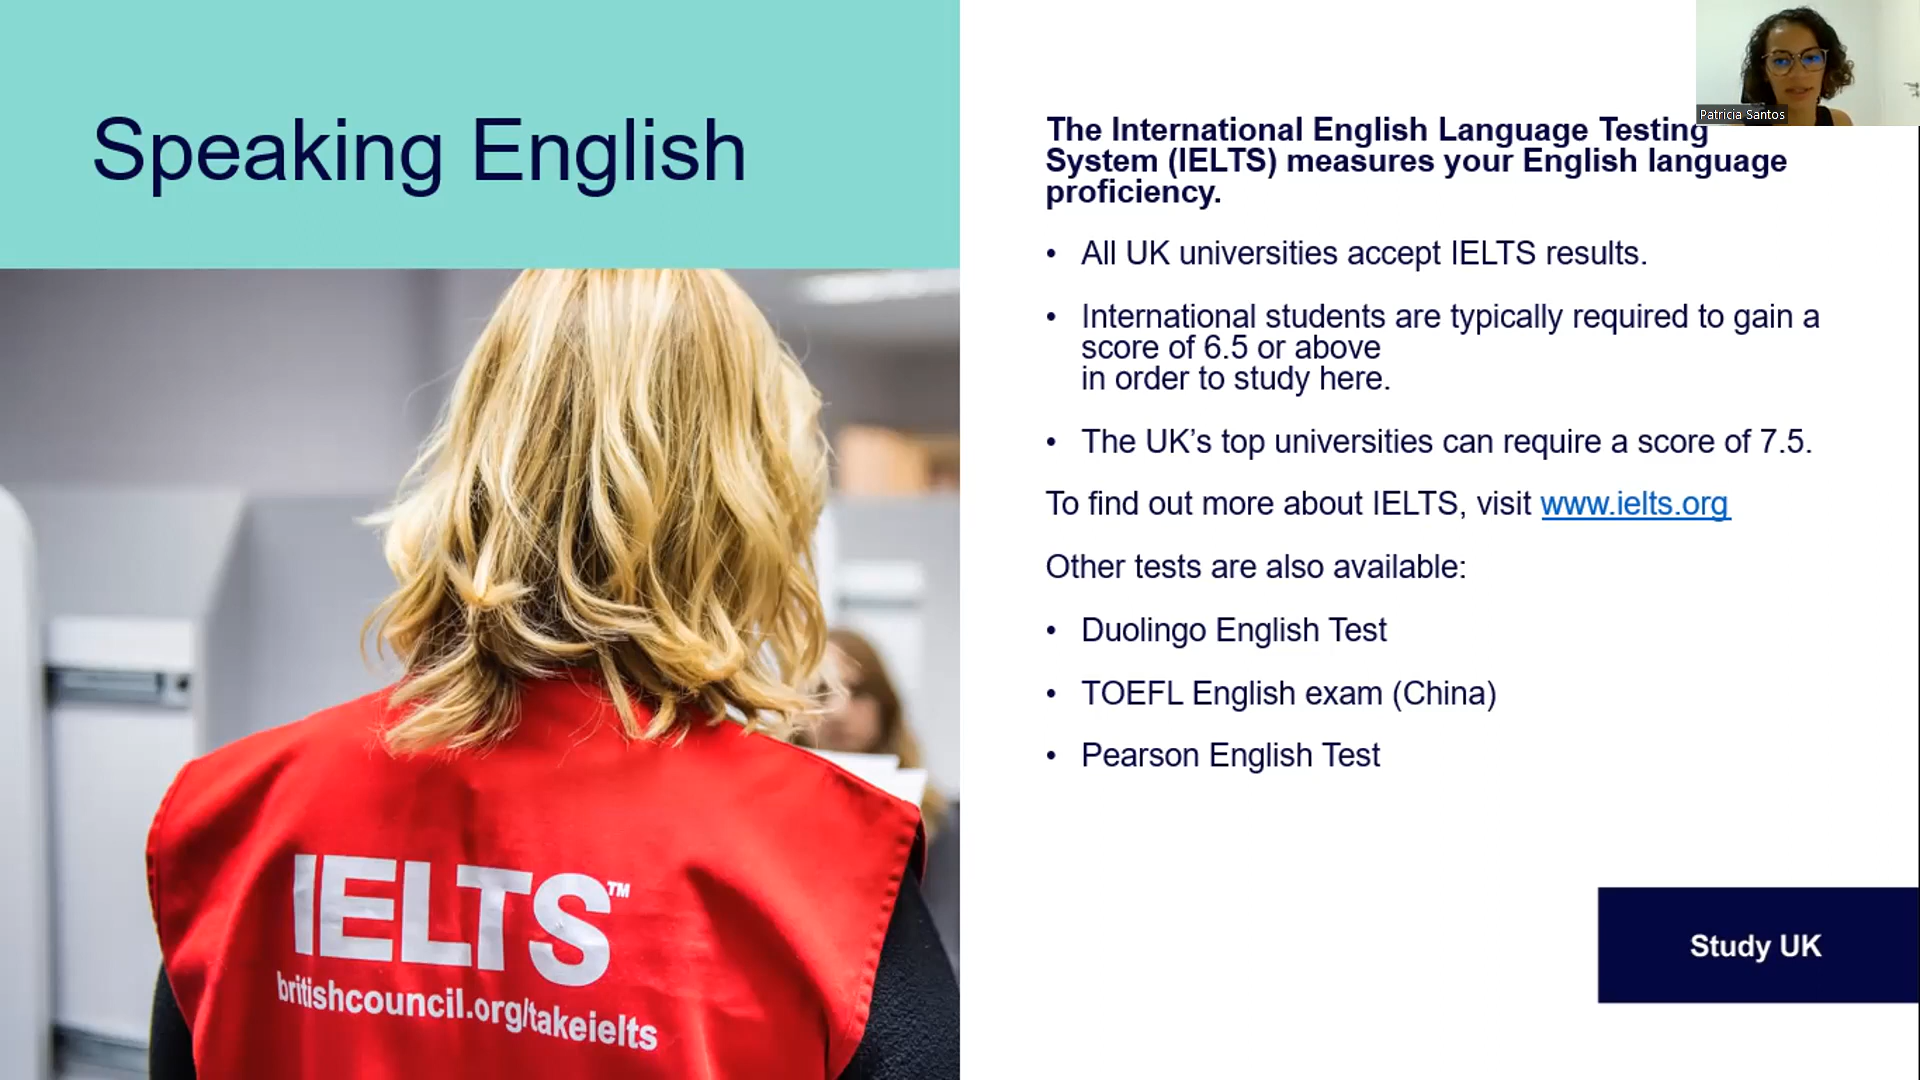 Speaking English
Patricia Santos
The International English Language Testing
System (IELTS) measures your English language
proficiency.
• All UK universities accept IELTS results.
• International students are typically required to gain a
score of 6.5 or above
in order to study here.
• The UK’s top universities can require a score of 7.5.
To find out more about IELTS, visit www.ielts.org
Other tests are also available:
• Duolingo English Test
• TOEFL English exam (China)
• Pearson English Test
IELTS™
britishcouncil.org/takeielts
Study UK